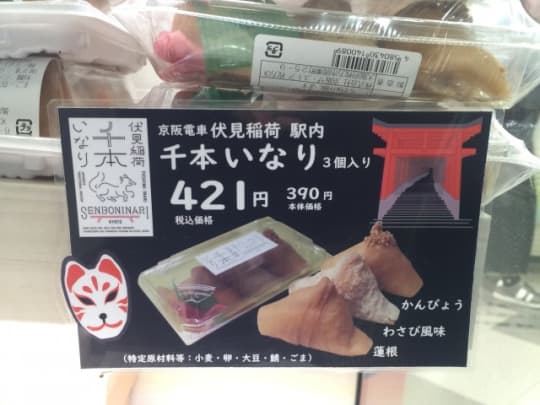 4580430140089
伏見稲荷
千本
いなり
SENBONINARI
京阪電車 伏見稲荷 駅内
千本いなり 3個入り
421円 390円
税込価格 本体価格
かんぴょう
わさび風味
蓮根
(特定原材料等:小麦・卵・大豆・鯖・ごま)